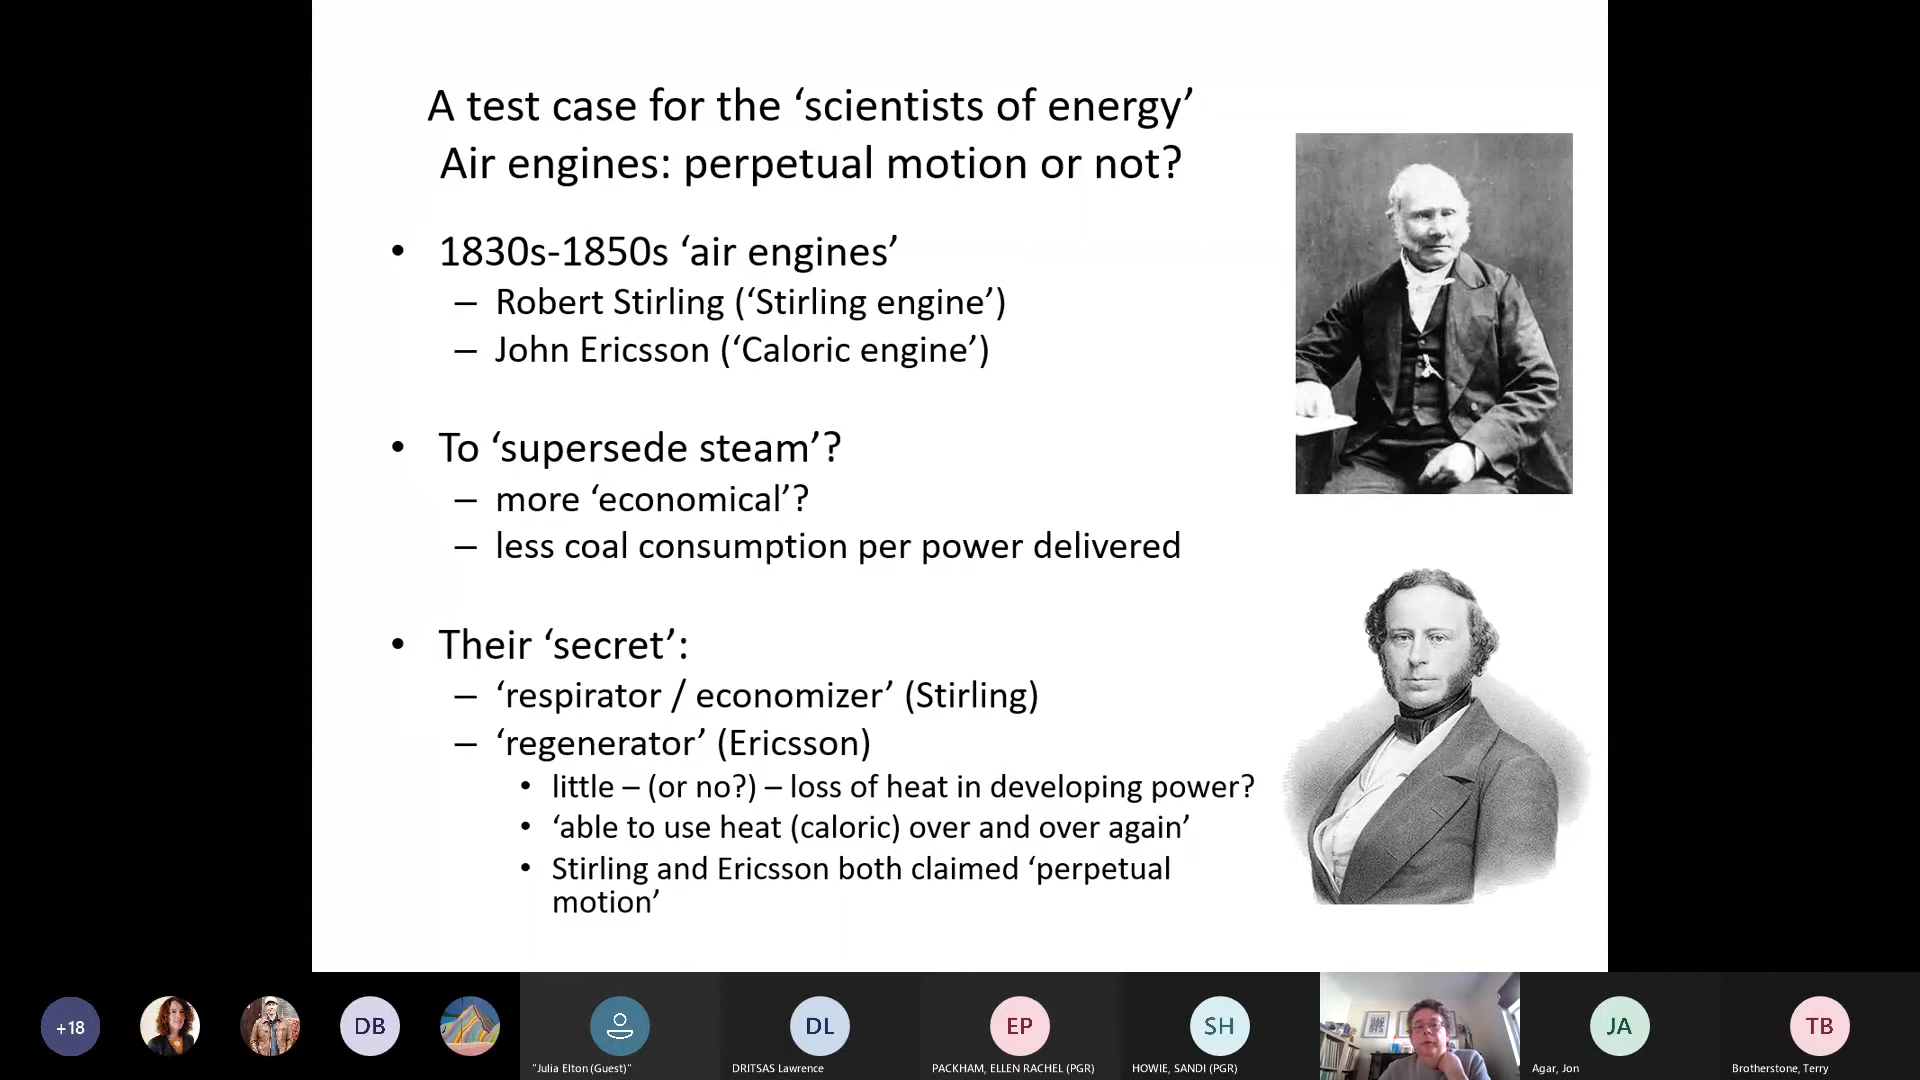 A test case for the ‘scientists of energy’
Air engines: perpetual motion or not?
• 1830s-1850s ‘air engines’
– Robert Stirling (‘Stirling engine’)
– John Ericsson (‘Caloric engine’)
• To ‘supersede steam’?
– more ‘economical’?
– less coal consumption per power delivered
• Their ‘secret’:
– ‘respirator / economizer’ (Stirling)
– ‘regenerator’ (Ericsson)
• little – (or no?) – loss of heat in developing power?
• ‘able to use heat (caloric) over and over again’
• Stirling and Ericsson both claimed ‘perpetual
motion’
+18
DB
DL
EP
SH
JA
TB
"Julia Elton (Guest)"
DRITSAS Lawrence
PACKHAM, ELLEN RACHEL (PGR)
HOWIE, SANDI (PGR)
Agar, Jon
Brotherstone, Terry